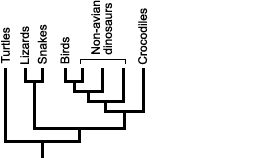 Turtles
Lizards
Snakes
Birds
Non-avian
dinosaurs
Crocodiles